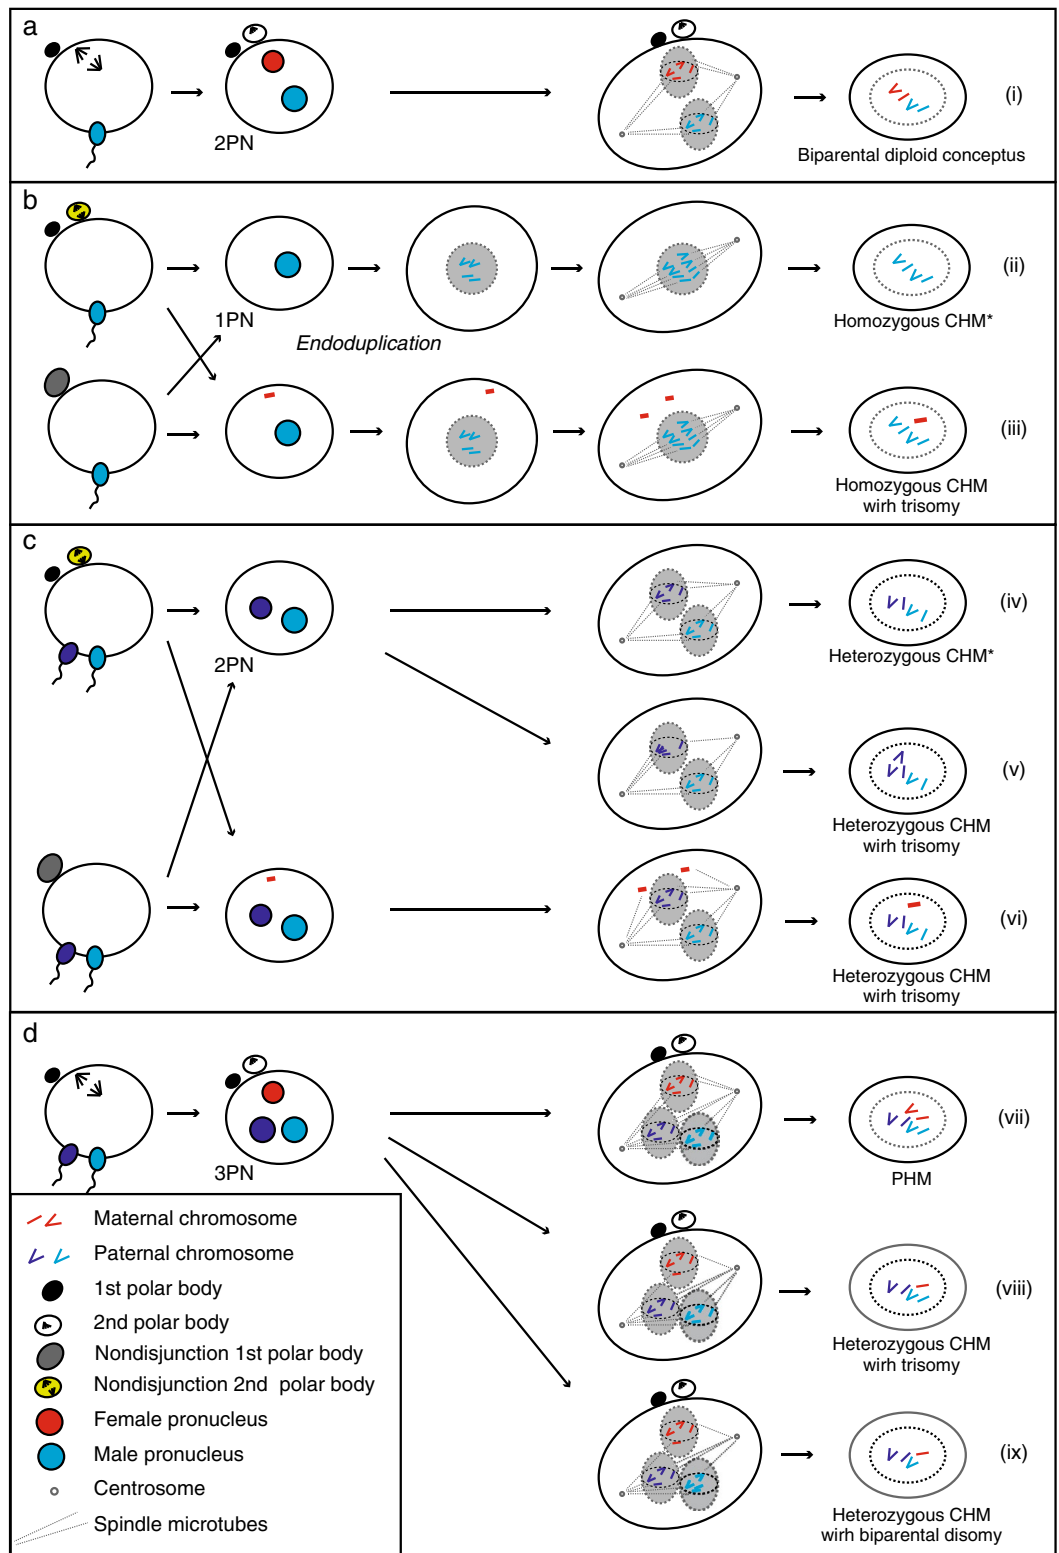 a
2PN
Biparental diploid conceptus
(i)
b
1PN
Endoduplication
Homozygous CHM*
(ii)
Homozygous CHM
wirh trisomy
(iii)
c
2PN
Heterozygous CHM*
(iv)
Heterozygous CHM
wirh trisomy
(v)
Heterozygous CHM
wirh trisomy
(vi)
d
3PN
PHM
(vii)
Heterozygous CHM
wirh trisomy
(viii)
Heterozygous CHM
wirh biparental disomy
(ix)
Maternal chromosome
Paternal chromosome
1st polar body
2nd polar body
Nondisjunction 1st polar body
Nondisjunction 2nd polar body
Female pronucleus
Male pronucleus
Centrosome
Spindle microtubes